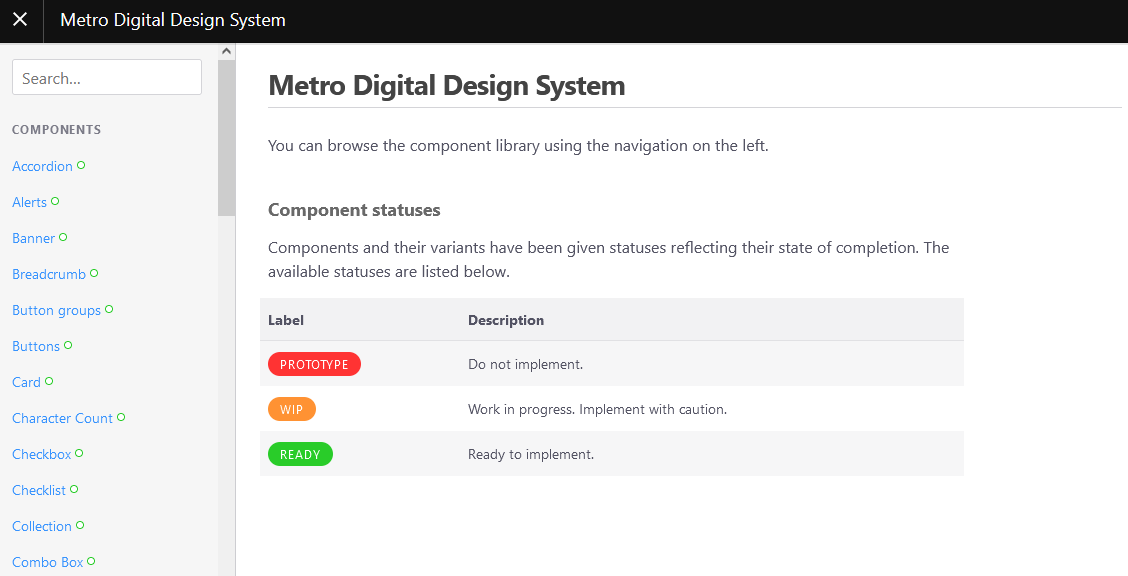 Metro Digital Design System
Search...
COMPONENTS
Accordion
Alerts
Banner
Breadcrumb
Button groups
Buttons
Card
Character Count
Checkbox
Checklist
Collection
Combo Box
Metro Digital Design System
You can browse the component library using the navigation on the left.
Component statuses
Components and their variants have been given statuses reflecting their state of completion. The
available statuses are listed below.
Label Description
PROTOTYPE Do not implement.
WIP Work in progress. Implement with caution.
READY Ready to implement.